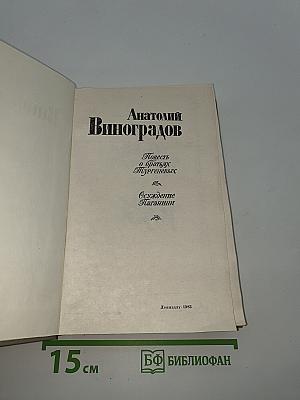 Анатолий
Виноградов
Повесть
о братьях
Тургеневых
Осуждение
Паганини
15 см
БФ БИБЛИОФАН